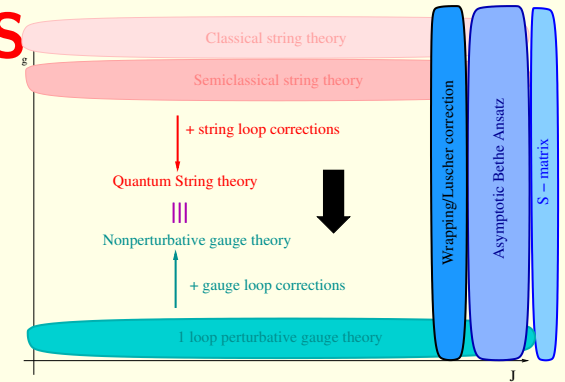 S
g
Classical string theory
Semiclassical string theory
+ string loop corrections
Quantum String theory
Nonperturbative gauge theory
+ gauge loop corrections
1 loop perturbative gauge theory
J
Wrapping/Luscher correction
Asymptotic Bethe Ansatz
S – matrix